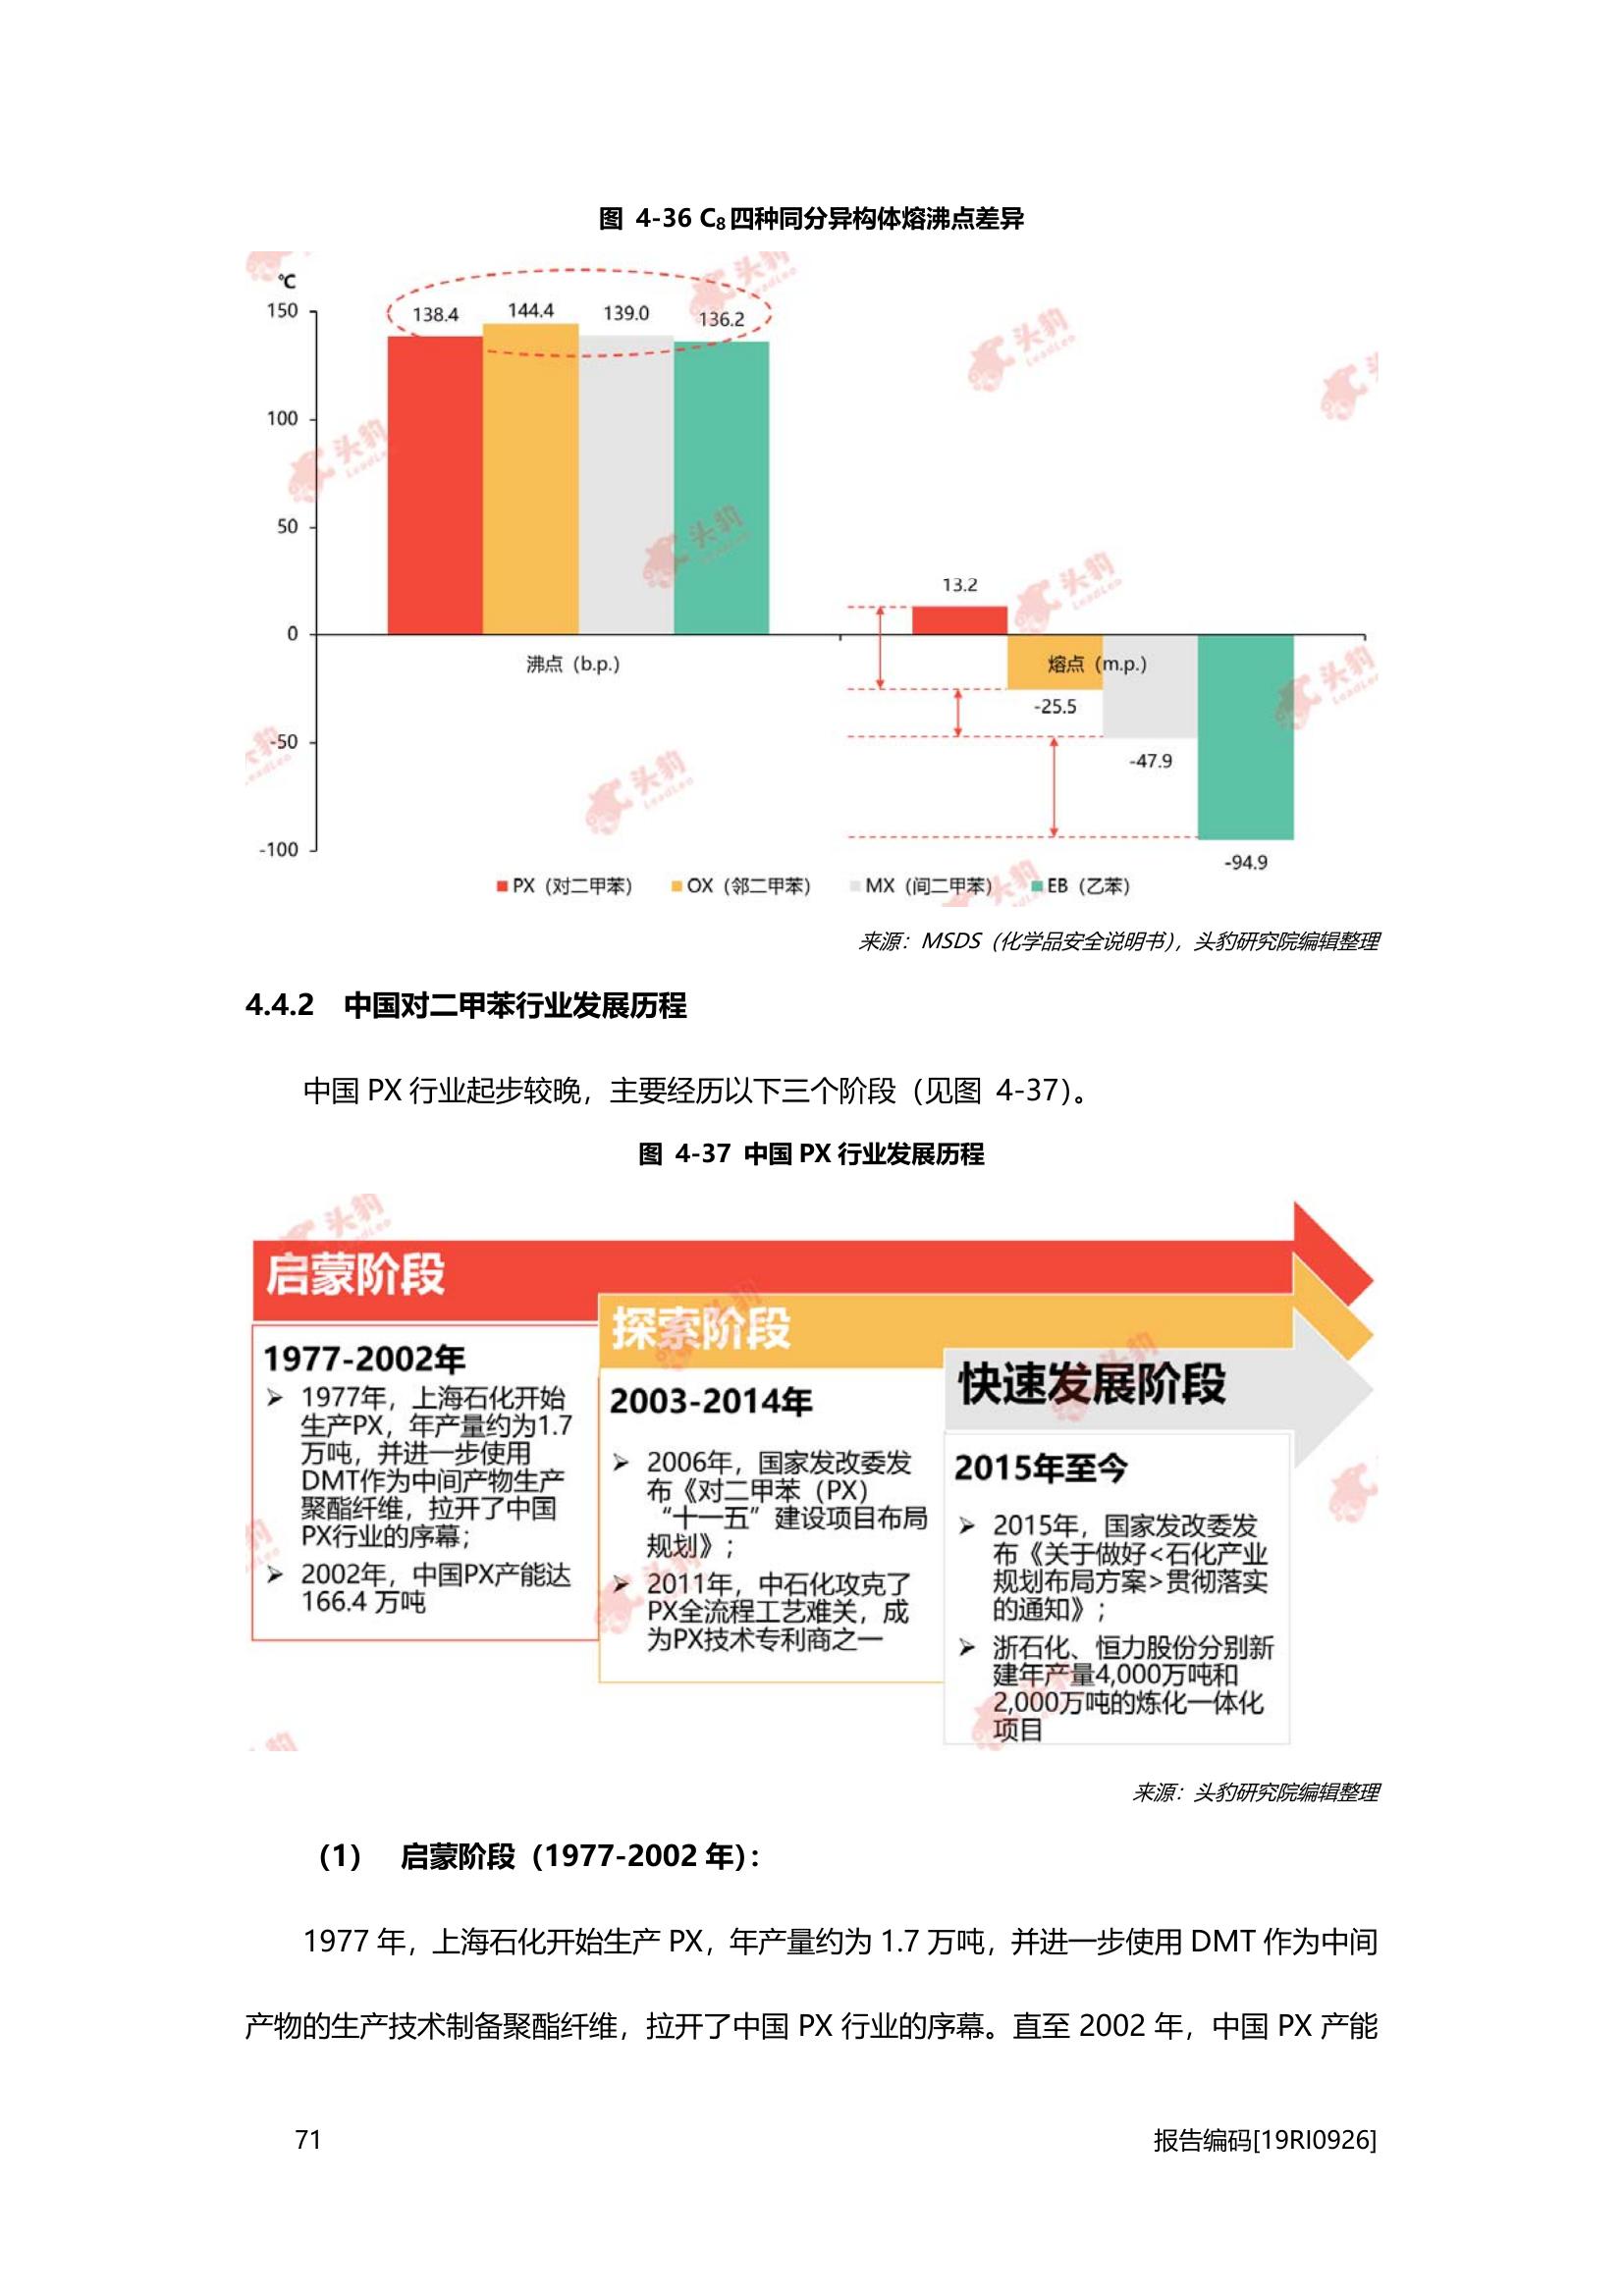 图 4-36 C₈四种同分异构体熔沸点差异
℃
150
100
50
0
-50
-100
138.4
144.4
139.0
136.2
13.2
-25.5
-47.9
-94.9
沸点（b.p.）
熔点（m.p.）
PX（对二甲苯） OX（邻二甲苯） MX（间二甲苯） EB（乙苯）
来源：MSDS（化学品安全说明书），头豹研究院编辑整理
4.4.2 中国对二甲苯行业发展历程
中国 PX 行业起步较晚，主要经历以下三个阶段（见图 4-37）。
图 4-37 中国 PX 行业发展历程
启蒙阶段
1977-2002年
➢ 1977年，上海石化开始
生产PX，年产量约为1.7
万吨，并进一步使用
DMT作为中间产物生产
聚酯纤维，拉开了中国
PX行业的序幕；
➢ 2002年，中国PX产能达
166.4 万吨
探索阶段
2003-2014年
➢ 2006年，国家发改委发
布《对二甲苯（PX）
“十一五”建设项目布局
规划》；
➢ 2011年，中石化攻克了
PX全流程工艺难关，成
为PX技术专利商之一
快速发展阶段
2015年至今
➢ 2015年，国家发改委发
布《关于做好<石化产业
规划布局方案>贯彻落实
的通知》；
➢ 浙石化、恒力股份分别新
建年产量4,000万吨和
2,000万吨的炼化一体化
项目
来源：头豹研究院编辑整理
（1） 启蒙阶段（1977-2002 年）：
1977 年，上海石化开始生产 PX，年产量约为 1.7 万吨，并进一步使用 DMT 作为中间
产物的生产技术制备聚酯纤维，拉开了中国 PX 行业的序幕。直至 2002 年，中国 PX 产能
71
报告编码[19RI0926]
头豹
LeadLeo